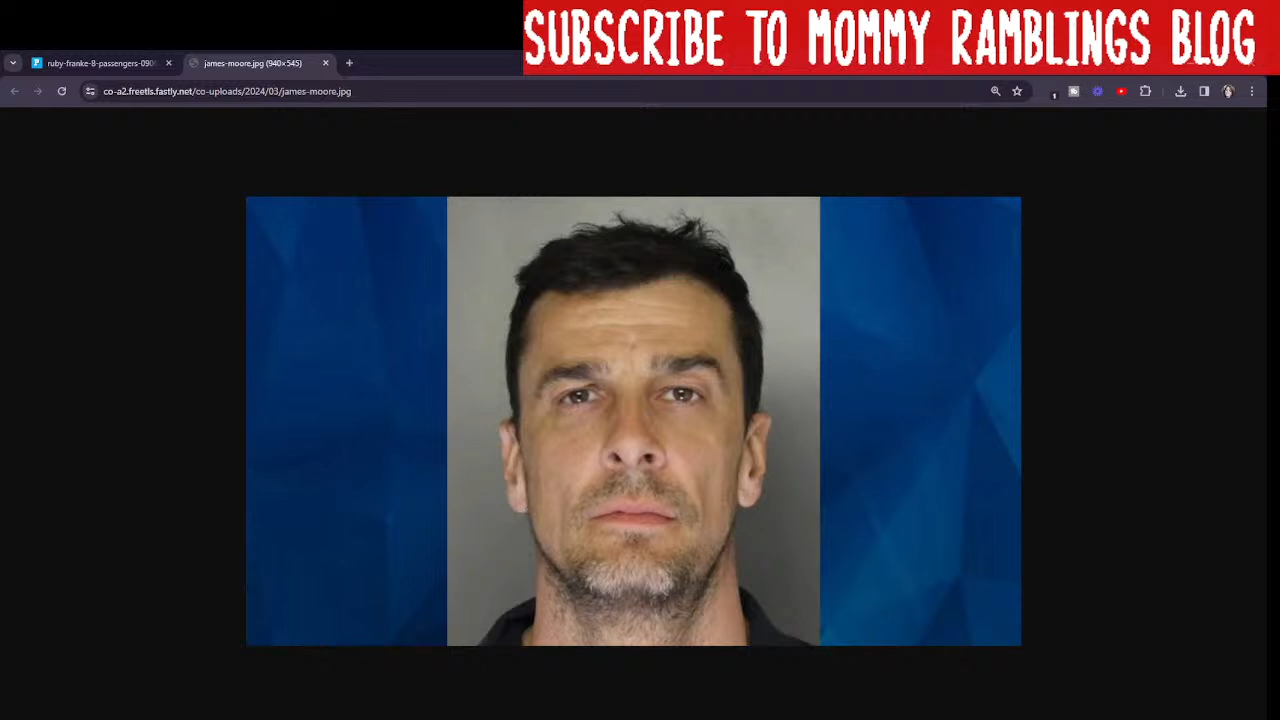 SUBSCRIBE TO MOMMY RAMBLINGS BLOG
ruby-franke-8-passengers-090
james-moore.jpg (940×545)
co-a2.freetls.fastly.net/co-uploads/2024/03/james-moore.jpg
1